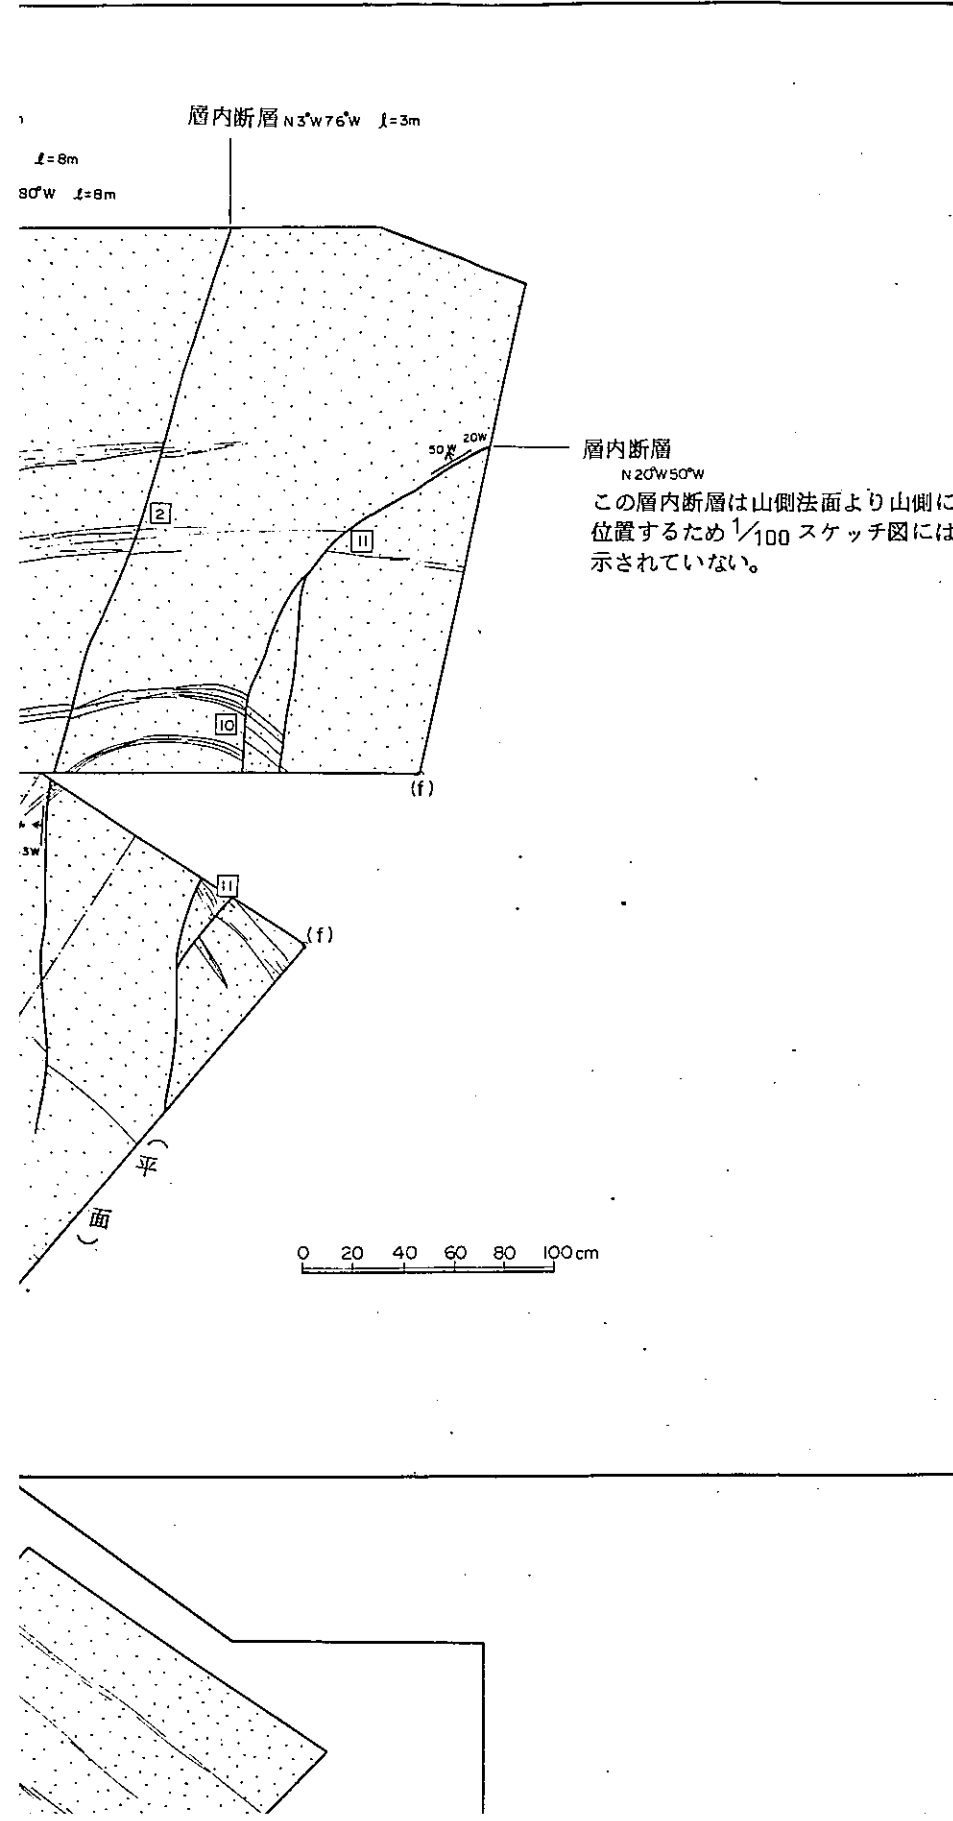 層内断層 N3°W76°W ℓ=3m
ℓ=8m
80°W ℓ=8m
20W
50W
層内断層
N20°W50°W
この層内断層は山側法面より山側に
位置するため 1/100 スケッチ図には
示されていない。
2
11
10
(f)
3W
11
(f)
(平
面)
0 20 40 60 80 100cm